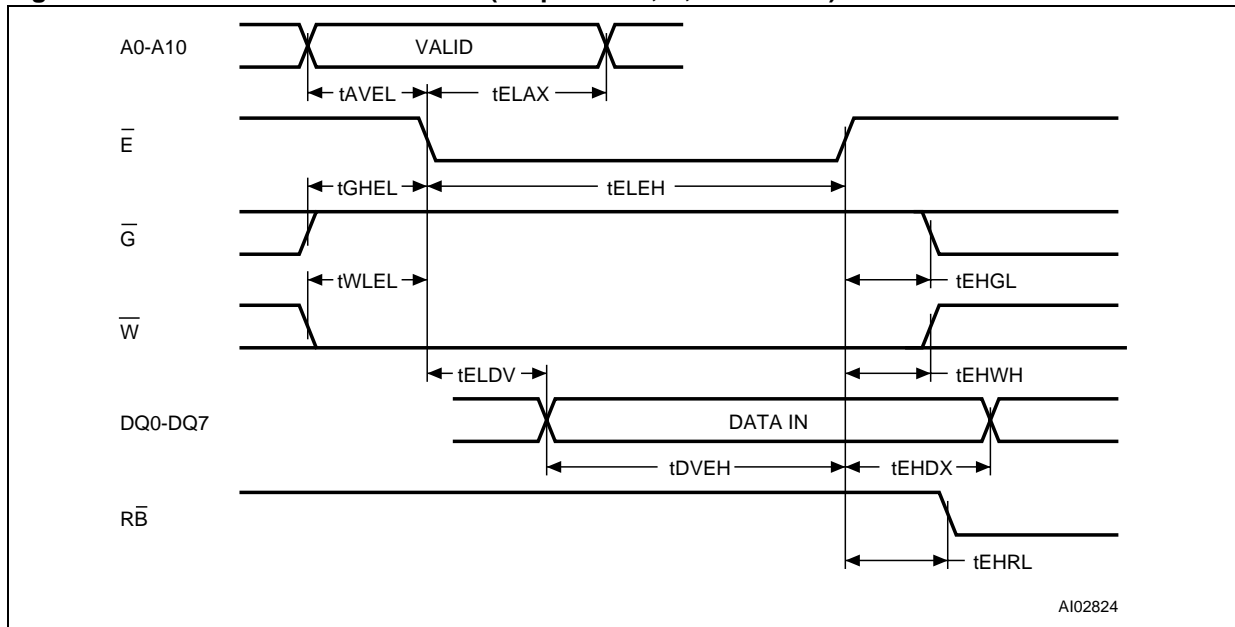 A0-A10
VALID
tAVEL
tELAX
E̅
tGHEL
tELEH
G̅
tWLEL
tEHGL
W̅
tELDV
tEHWH
DQ0-DQ7
DATA IN
tDVEH
tEHDX
RB̅
tEHRL
AI02824